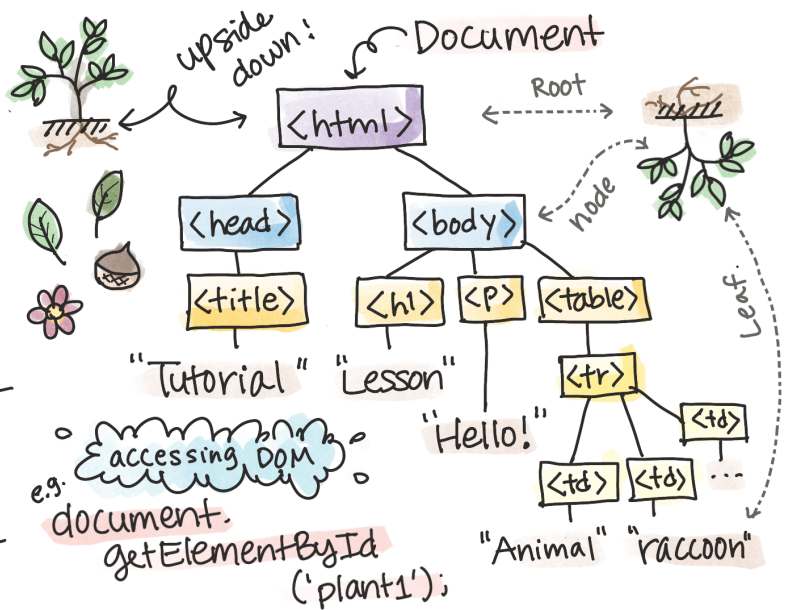 upside
down!
Document
Root
<html>
node
<head>
<body>
<title>
<h1>
<p>
<table>
Leaf.
"Tutorial"
"Lesson"
<tr>
"Hello!"
<td>
...
accessing DOM
<td>
<td>
e.g.
document.
getElementById
('plant1');
"Animal"
"raccoon"